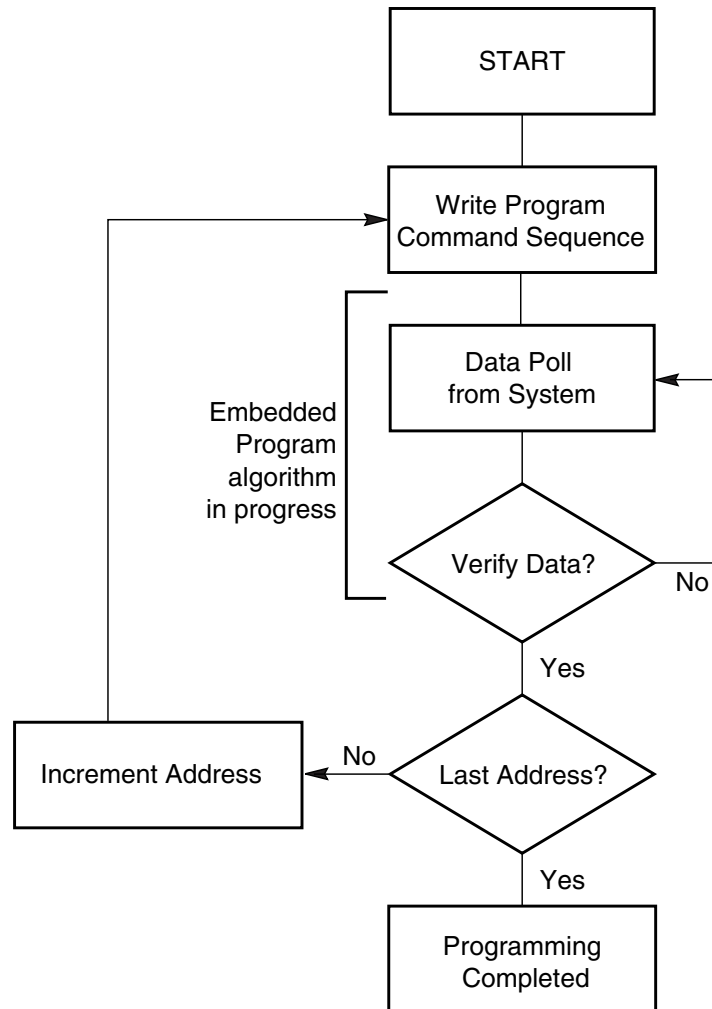 START
Write Program
Command Sequence
Data Poll
from System
Embedded
Program
algorithm
in progress
Verify Data?
No
Yes
Increment Address
No
Last Address?
Yes
Programming
Completed